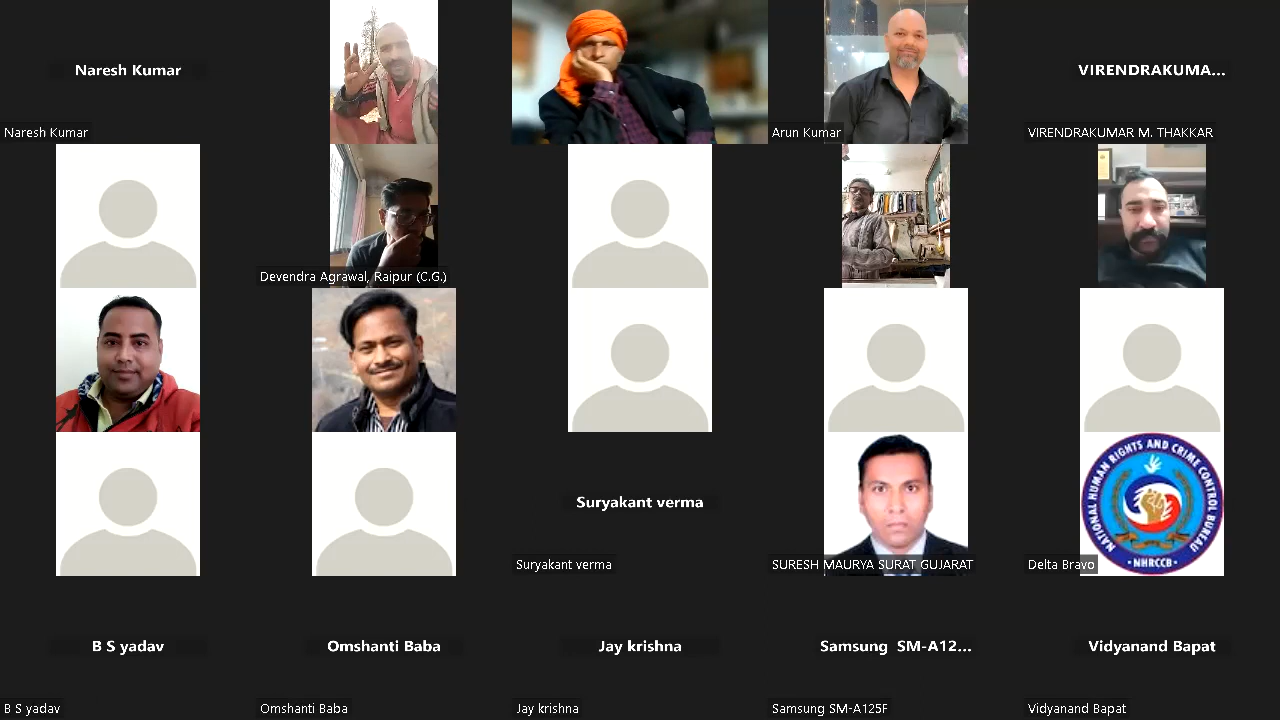 Naresh Kumar
VIRENDRAKUMA...
Naresh Kumar
Arun Kumar
VIRENDRAKUMAR M. THAKKAR
Devendra Agrawal, Raipur (C.G.)
Suryakant verma
NATIONAL HUMAN RIGHTS AND CRIME CONTROL BUREAU
NHRCCB
Suryakant verma
SURESH MAURYA SURAT GUJARAT
Delta Bravo
B S yadav
Omshanti Baba
Jay krishna
Samsung SM-A12...
Vidyanand Bapat
B S yadav
Omshanti Baba
Jay krishna
Samsung SM-A125F
Vidyanand Bapat